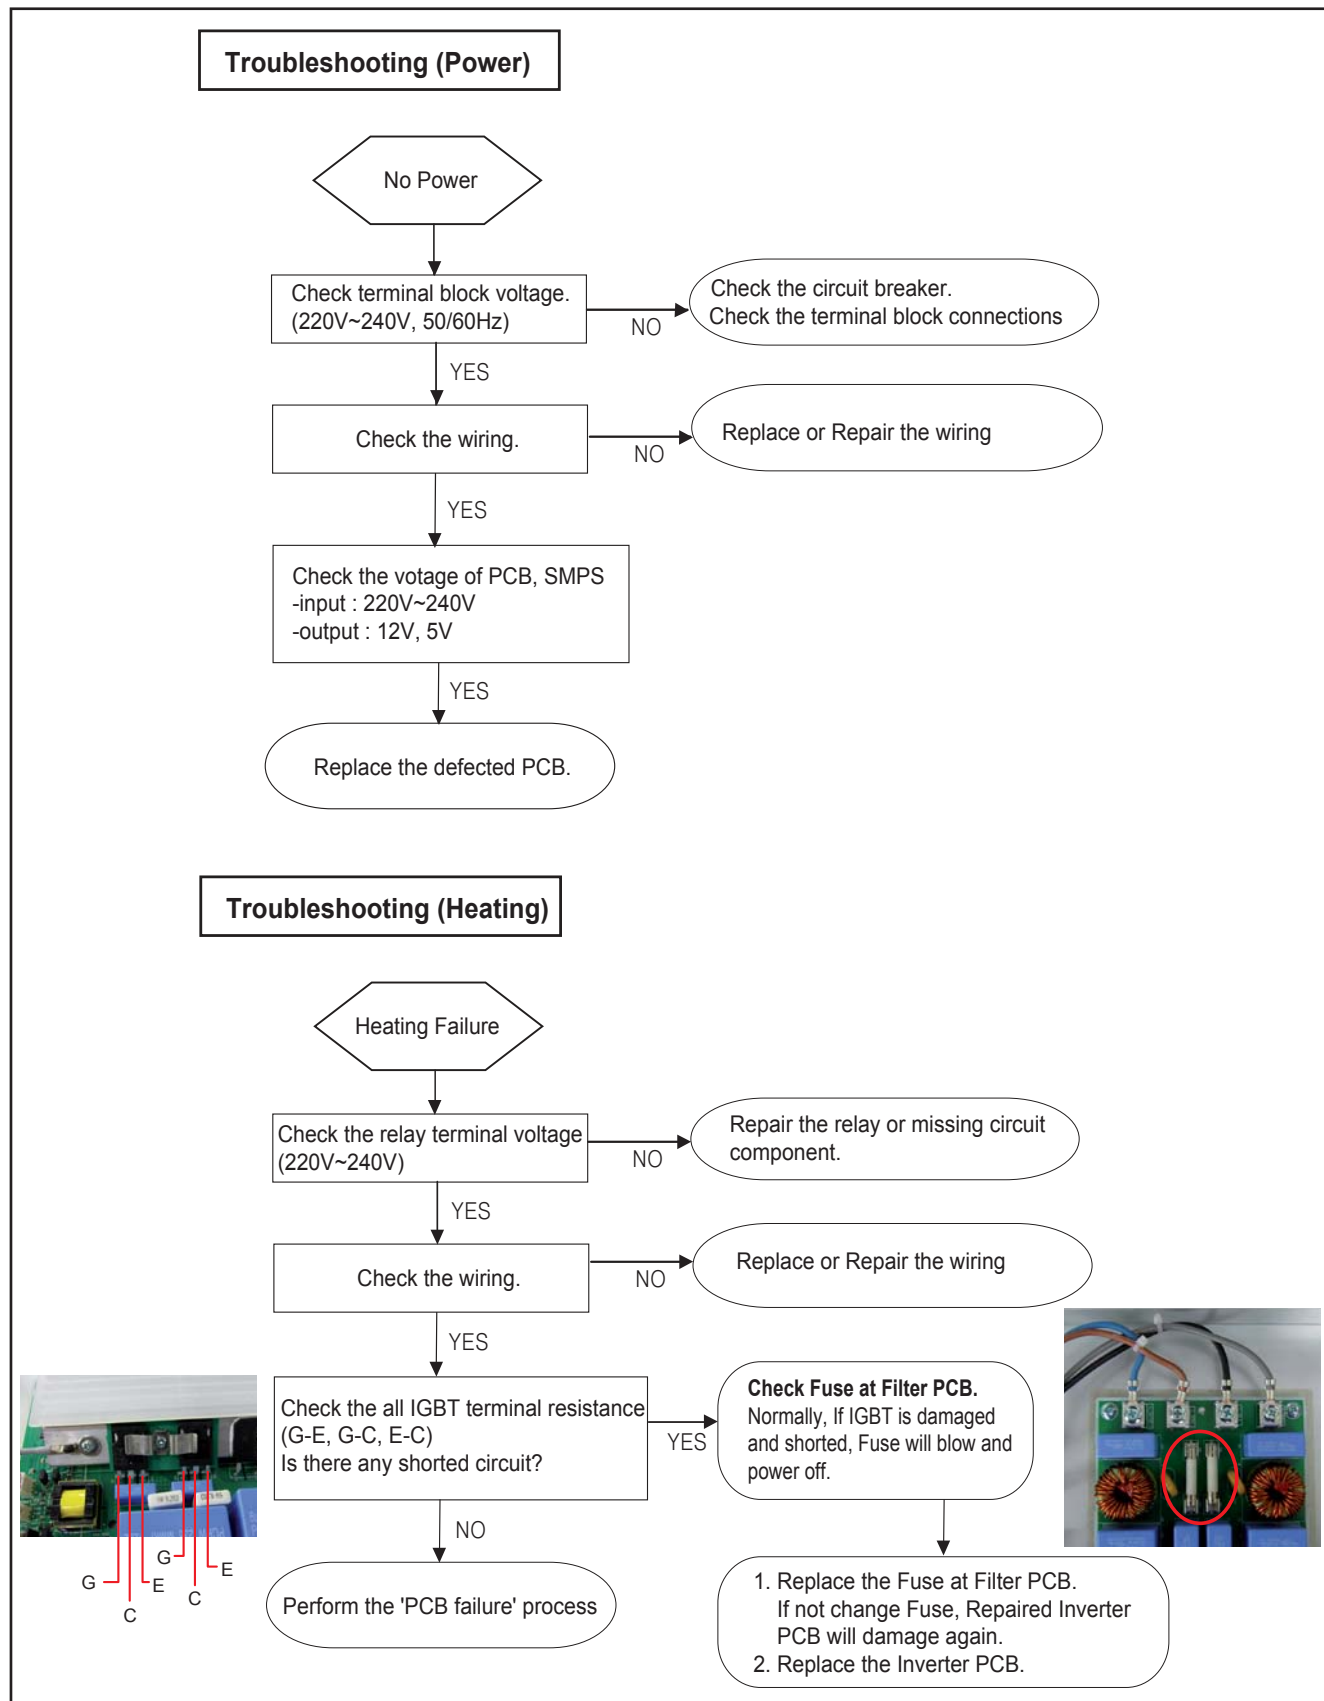 Troubleshooting (Power)
No Power
Check terminal block voltage.
(220V~240V, 50/60Hz)
NO
Check the circuit breaker.
Check the terminal block connections
YES
Check the wiring.
NO
Replace or Repair the wiring
YES
Check the votage of PCB, SMPS
-input : 220V~240V
-output : 12V, 5V
YES
Replace the defected PCB.
Troubleshooting (Heating)
Heating Failure
Check the relay terminal voltage
(220V~240V)
NO
Repair the relay or missing circuit
component.
YES
Check the wiring.
NO
Replace or Repair the wiring
YES
Check the all IGBT terminal resistance
(G-E, G-C, E-C)
Is there any shorted circuit?
YES
Check Fuse at Filter PCB.
Normally, If IGBT is damaged
and shorted, Fuse will blow and
power off.
NO
G
C
E
G
C
E
Perform the 'PCB failure' process
1. Replace the Fuse at Filter PCB.
If not change Fuse, Repaired Inverter
PCB will damage again.
2. Replace the Inverter PCB.